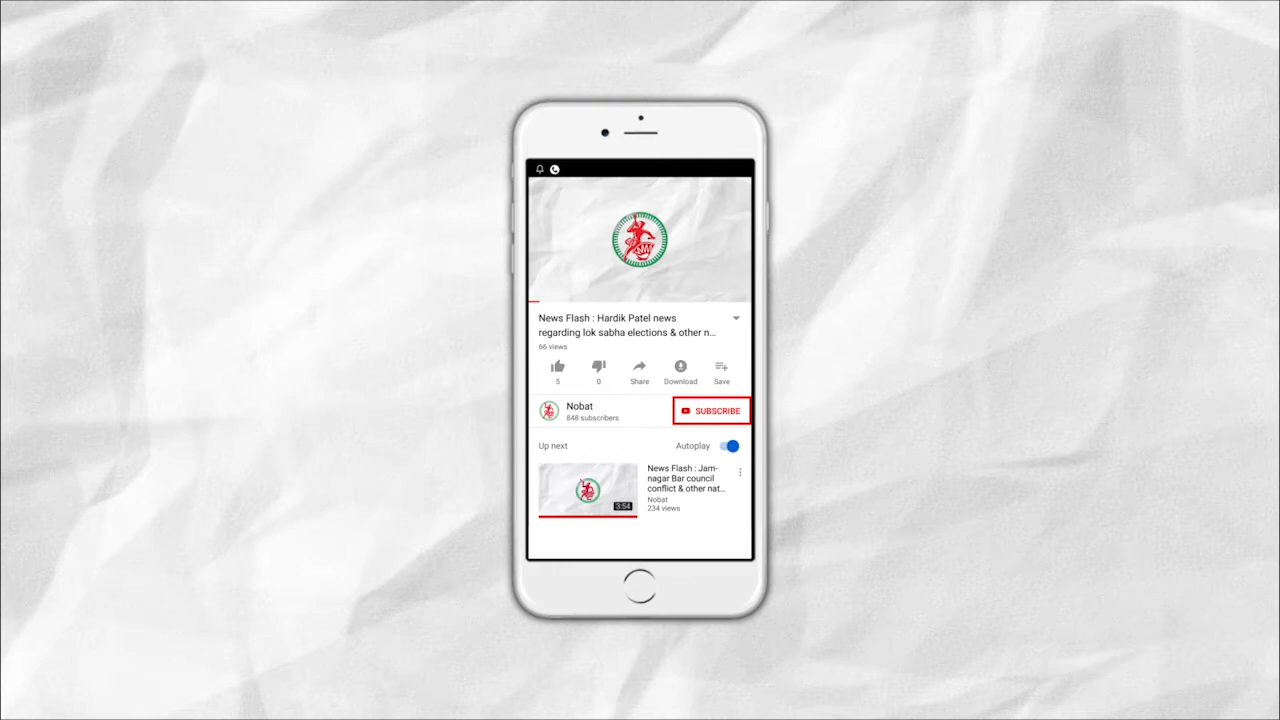 News Flash : Hardik Patel news
regarding lok sabha elections & other n...
66 views
5
0
Share
Download
Save
Nobat
848 subscribers
SUBSCRIBE
Up next
Autoplay
3:54
News Flash : Jam-
nagar Bar council
conflict & other nat...
Nobat
234 views